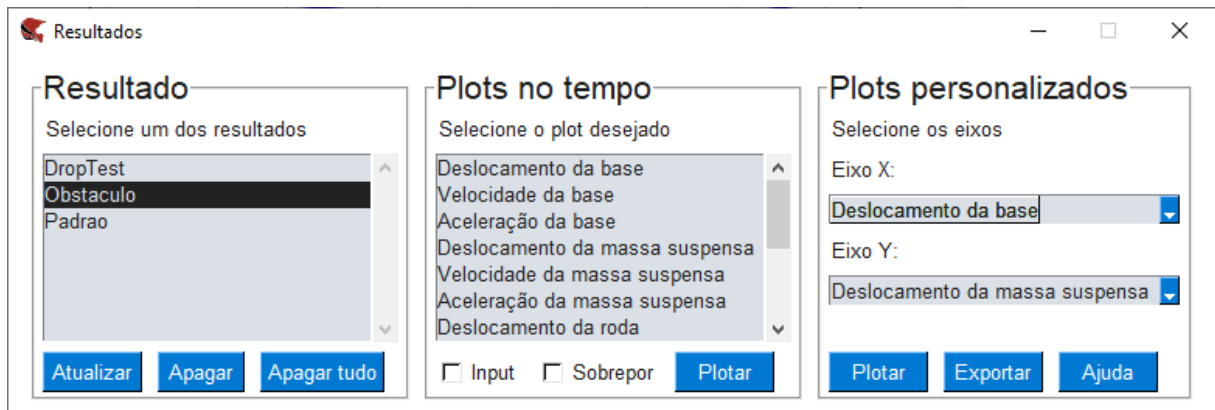 Resultados
Resultado
Selecione um dos resultados
DropTest
Obstaculo
Padrao
Atualizar
Apagar
Apagar tudo
Plots no tempo
Selecione o plot desejado
Deslocamento da base
Velocidade da base
Aceleração da base
Deslocamento da massa suspensa
Velocidade da massa suspensa
Aceleração da massa suspensa
Deslocamento da roda
Input
Sobrepor
Plotar
Plots personalizados
Selecione os eixos
Eixo X:
Deslocamento da base
Eixo Y:
Deslocamento da massa suspensa
Plotar
Exportar
Ajuda